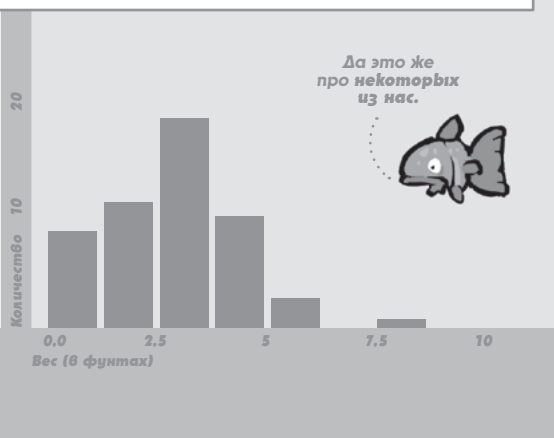 Да это же
про некоторых
из нас.
20
10
Количество
0,0 2,5 5 7,5 10
Вес (в фунтах)